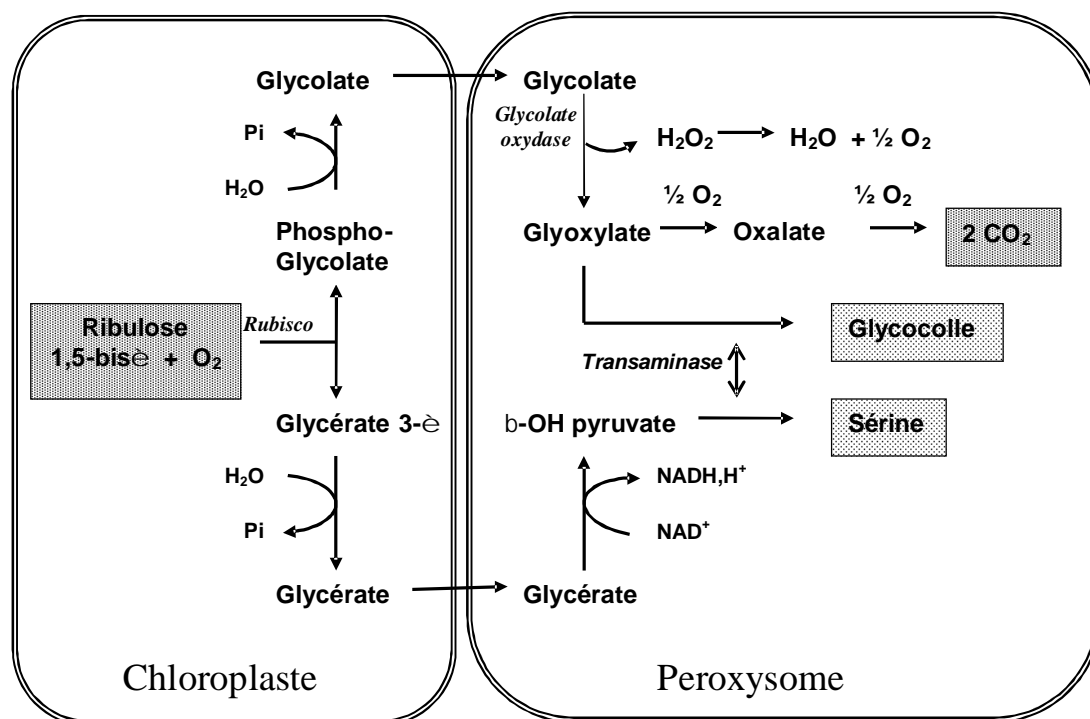 Glycolate
Pi
H₂O
Phospho-
Glycolate
Ribulose
1,5-bisè + O₂
Rubisco
Glycérate 3-è
H₂O
Pi
Glycérate
Chloroplaste
Glycolate
Glycolate
oxydase
H₂O₂
H₂O + ½ O₂
½ O₂
½ O₂
Glyoxylate
Oxalate
2 CO₂
Glycocolle
Transaminase
b-OH pyruvate
Sérine
NADH,H⁺
NAD⁺
Glycérate
Peroxysome